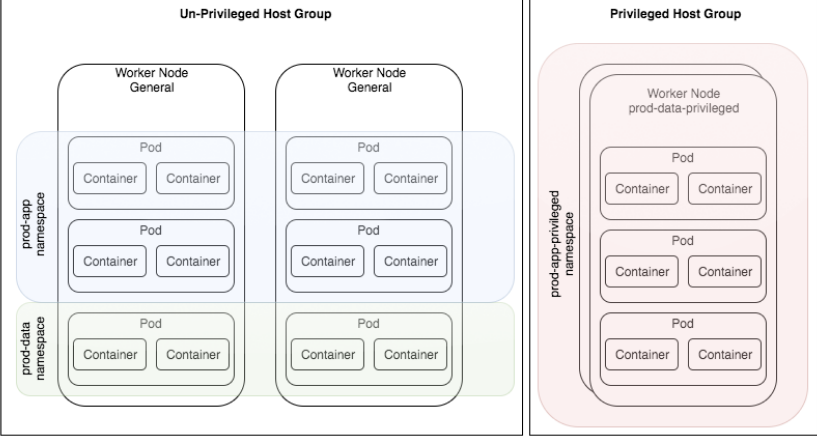 Un-Privileged Host Group
Worker Node
General
Worker Node
General
prod-app
namespace
Pod
Container Container
Pod
Container Container
Pod
Container Container
Pod
Container Container
prod-data
namespace
Pod
Container Container
Pod
Container Container
Privileged Host Group
Worker Node
prod-data-privileged
prod-app-privileged
namespace
Pod
Container Container
Pod
Container Container
Pod
Container Container